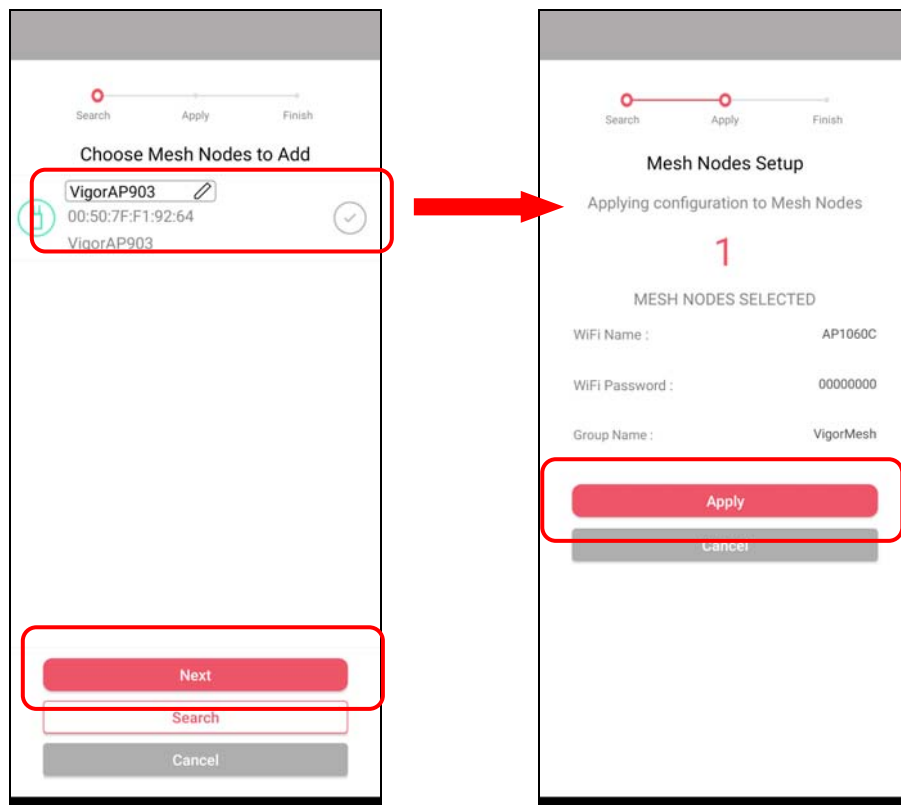 Search Apply Finish
Choose Mesh Nodes to Add
VigorAP903
00:50:7F:F1:92:64
VigorAP903
Next
Search
Cancel
Search Apply Finish
Mesh Nodes Setup
Applying configuration to Mesh Nodes
1
MESH NODES SELECTED
WiFi Name : AP1060C
WiFi Password : 00000000
Group Name : VigorMesh
Apply
Cancel